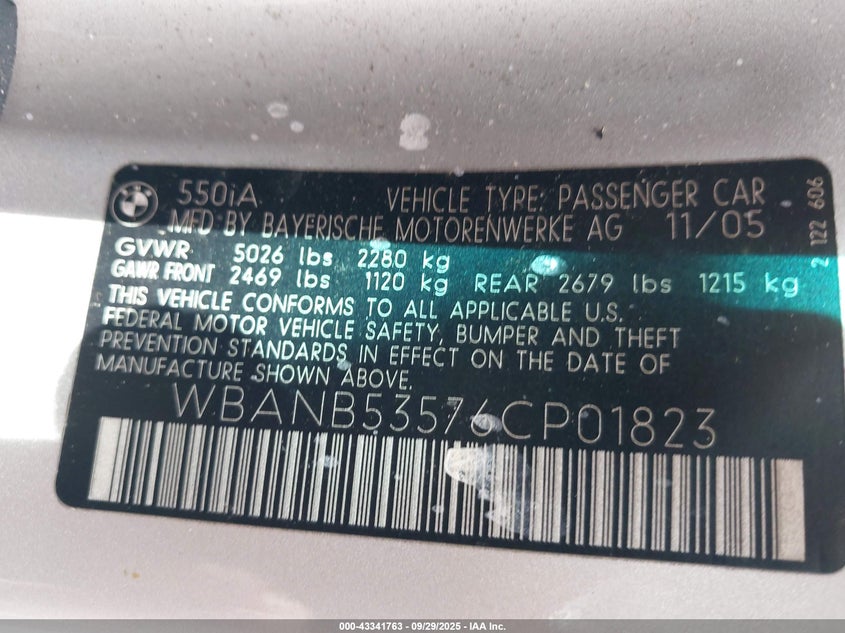 550iA VEHICLE TYPE: PASSENGER CAR
MFD BY BAYERISCHE MOTORENWERKE AG 11/05
GVWR 5026 lbs 2280 kg
GAWR FRONT 2469 lbs 1120 kg REAR 2679 lbs 1215 kg
THIS VEHICLE CONFORMS TO ALL APPLICABLE U.S.
FEDERAL MOTOR VEHICLE SAFETY, BUMPER AND THEFT
PREVENTION STANDARDS IN EFFECT ON THE DATE OF
MANUFACTURE SHOWN ABOVE.
WBANB53576CP01823
2 122 606
000-43341763 - 09/29/2025 - IAA Inc.